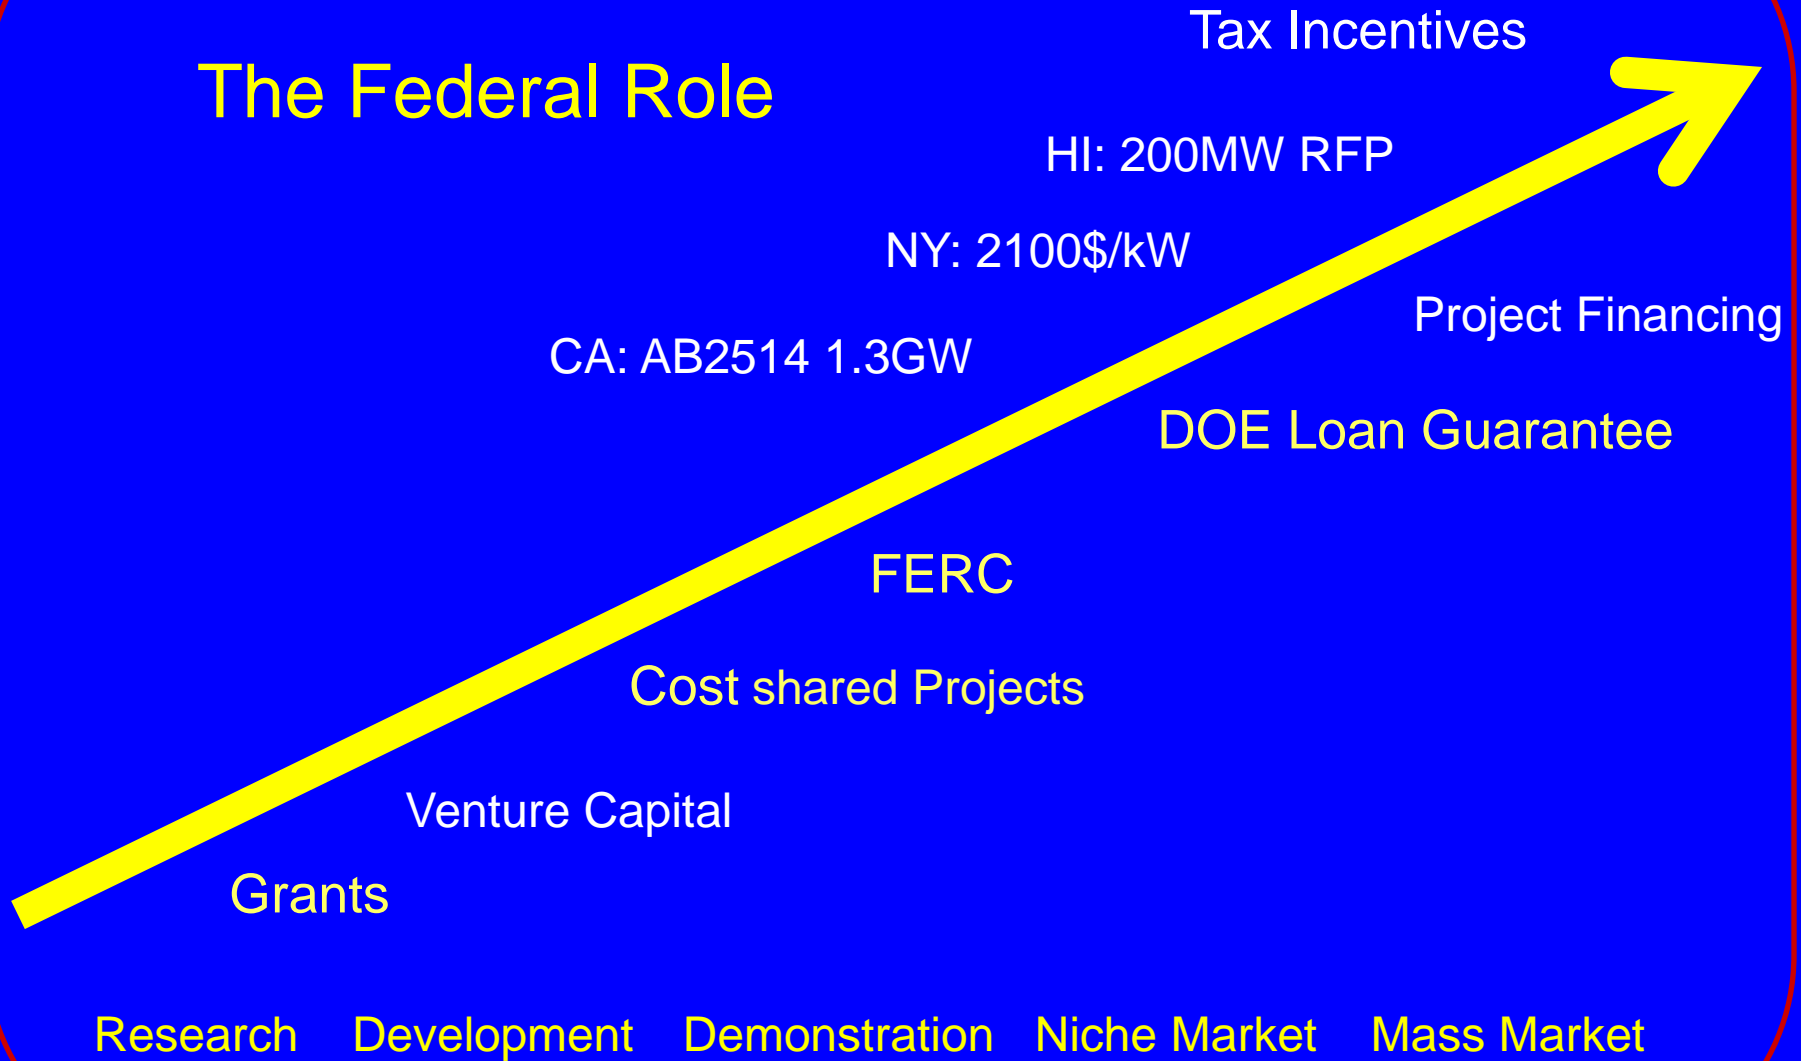 Tax Incentives
The Federal Role
HI: 200MW RFP
NY: 2100$/kW
Project Financing
CA: AB2514 1.3GW
DOE Loan Guarantee
FERC
Cost shared Projects
Venture Capital
Grants
Research Development Demonstration Niche Market Mass Market